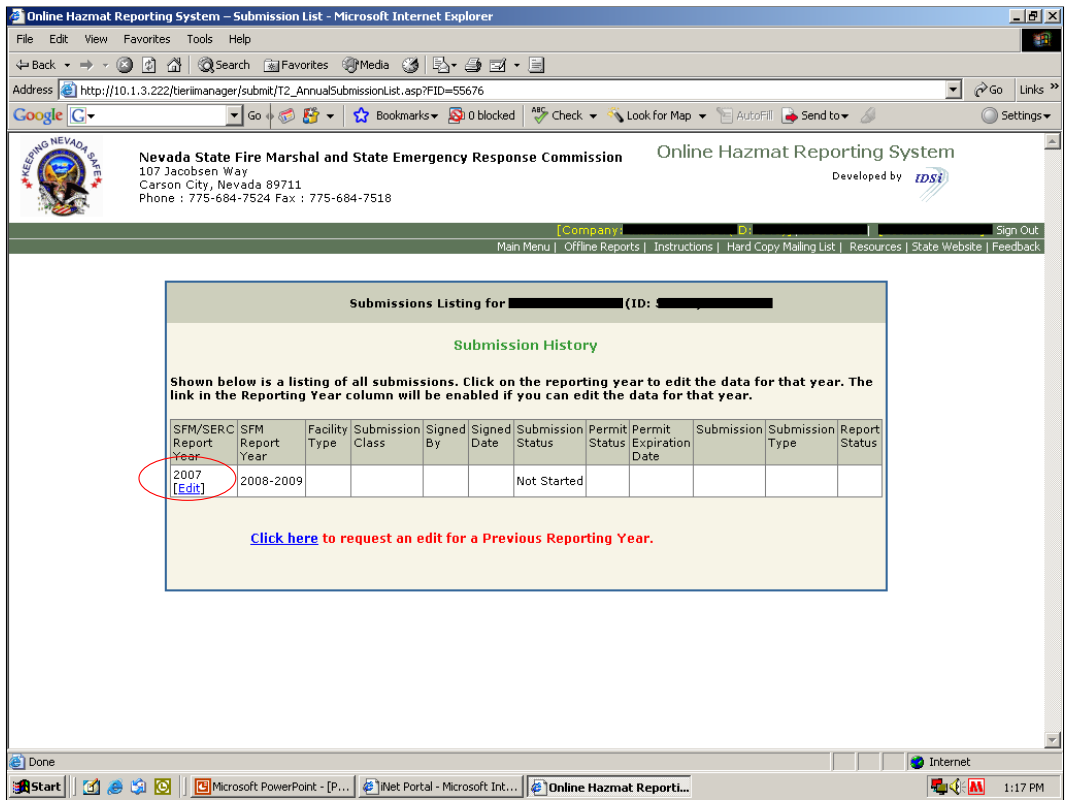 Online Hazmat Reporting System – Submission List - Microsoft Internet Explorer
File Edit View Favorites Tools Help
Back Search Favorites Media
Address http://10.1.3.222/tieriimanager/submit/T2_AnnualSubmissionList.asp?FID=55676 Go Links »
Google G Go Bookmarks 0 blocked ABC Check Look for Map AutoFill Send to Settings
KEEPING NEVADA SAFE
Nevada State Fire Marshal and State Emergency Response Commission
107 Jacobsen Way
Carson City, Nevada 89711
Phone : 775-684-7524 Fax : 775-684-7518
Online Hazmat Reporting System
Developed by IDSi
[Company: D: | Sign Out
Main Menu | Offline Reports | Instructions | Hard Copy Mailing List | Resources | State Website | Feedback
Submissions Listing for (ID:
Submission History
Shown below is a listing of all submissions. Click on the reporting year to edit the data for that year. The
link in the Reporting Year column will be enabled if you can edit the data for that year.
SFM/SERC Report Year SFM Report Year Facility Type Submission Class Signed By Signed Date Submission Status Permit Status Permit Expiration Date Submission Submission Type Report Status
2007 [Edit] 2008-2009 Not Started
Click here to request an edit for a Previous Reporting Year.
Done Internet
Start Microsoft PowerPoint - [P... iNet Portal - Microsoft Int... Online Hazmat Reporti... 1:17 PM